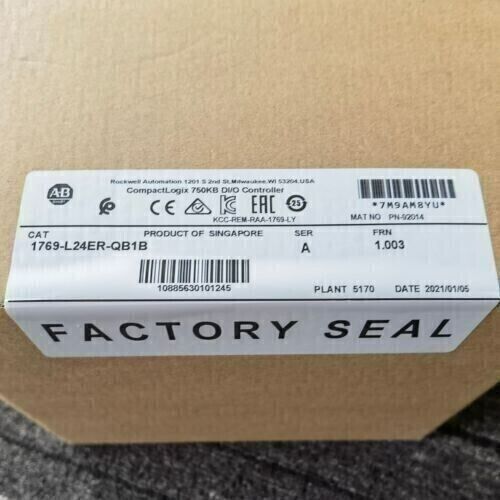 Rockwell Automation 1201 S 2nd St,Milwaukee,WI 53204,USA
CompactLogix 750KB DI/O Controller
AB CE EAC 25
KCC-REM-RAA-1769-LY
*7M9AM8YU*
MAT NO PN-92014
CAT PRODUCT OF SINGAPORE SER FRN
1769-L24ER-QB1B A 1.003
10885630101245
PLANT 5170 DATE 2021/01/05
FACTORY SEAL